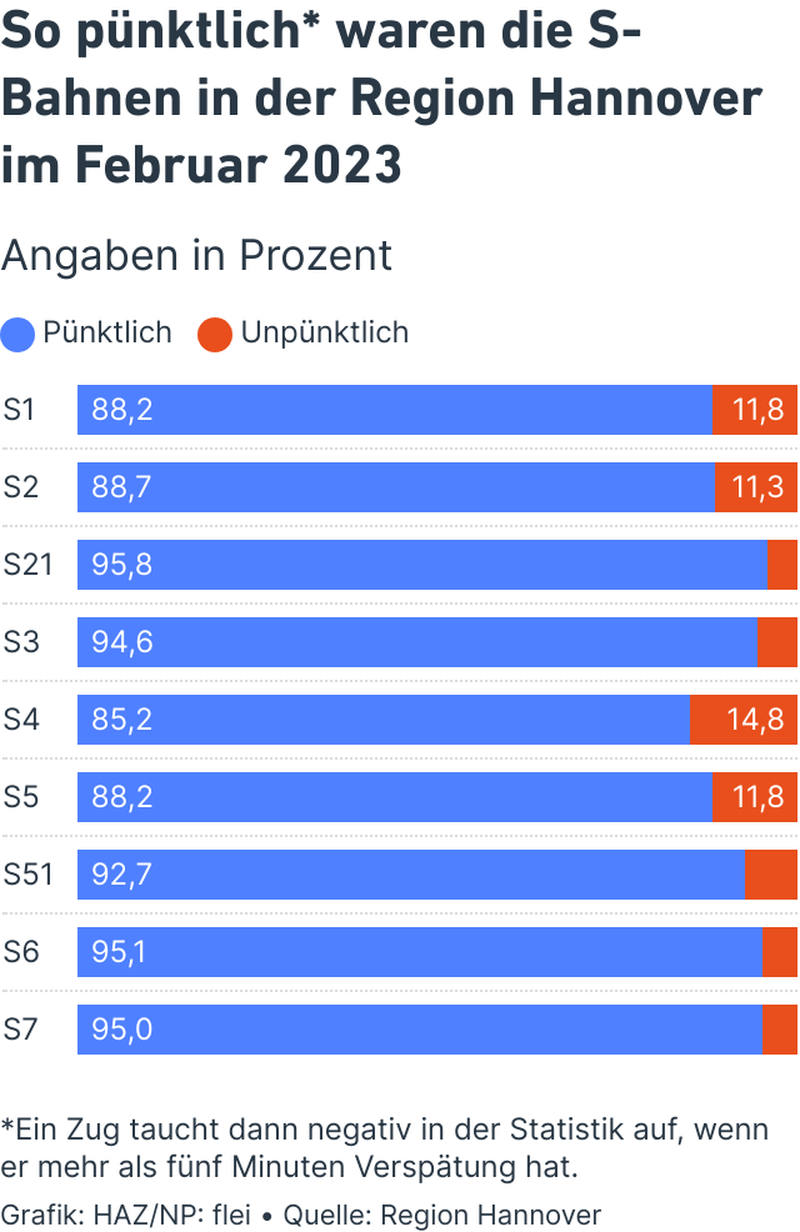 So pünktlich* waren die S-
Bahnen in der Region Hannover
im Februar 2023
Angaben in Prozent
Pünktlich Unpünktlich
S1 88,2 11,8
S2 88,7 11,3
S21 95,8
S3 94,6
S4 85,2 14,8
S5 88,2 11,8
S51 92,7
S6 95,1
S7 95,0
*Ein Zug taucht dann negativ in der Statistik auf, wenn
er mehr als fünf Minuten Verspätung hat.
Grafik: HAZ/NP: flei • Quelle: Region Hannover